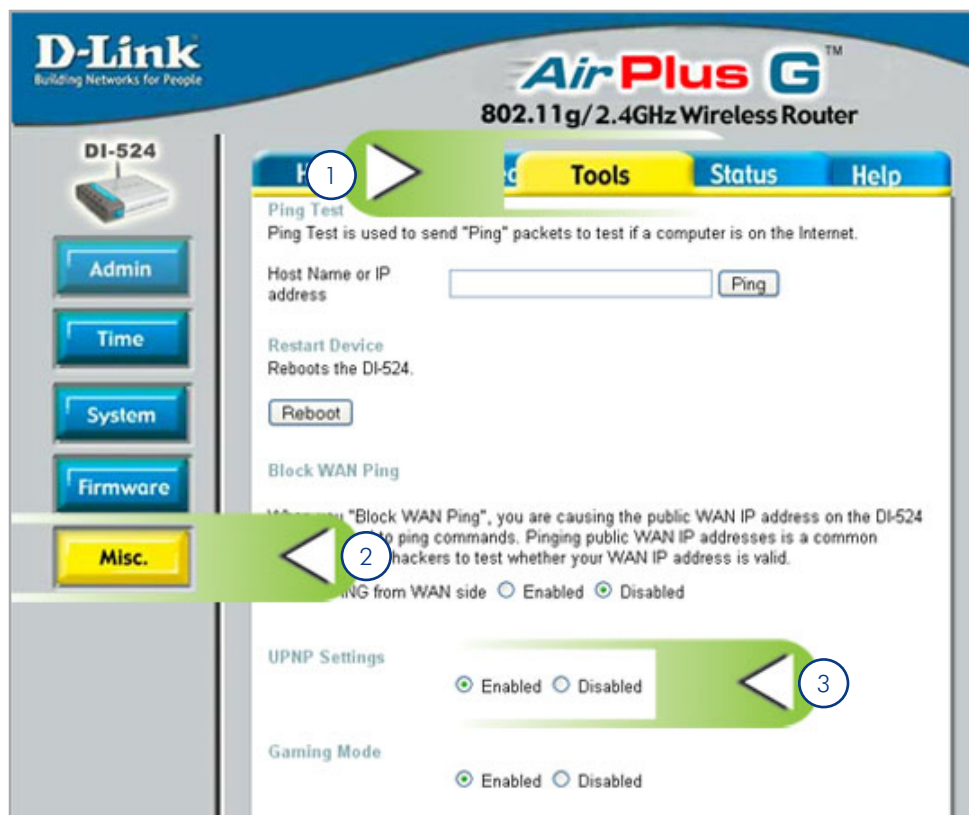 D-Link
Building Networks for People
AirPlus G™
802.11g/2.4GHz Wireless Router
DI-524
1
Tools
Status
Help
Ping Test
Ping Test is used to send "Ping" packets to test if a computer is on the Internet.
Host Name or IP
address
Ping
Admin
Time
Restart Device
Reboots the DI-524.
System
Reboot
Block WAN Ping
Firmware
you "Block WAN Ping", you are causing the public WAN IP address on the DI-524
to ping commands. Pinging public WAN IP addresses is a common
Misc.
2
hackers to test whether your WAN IP address is valid.
from WAN side Enabled Disabled
UPNP Settings
Enabled Disabled
3
Gaming Mode
Enabled Disabled